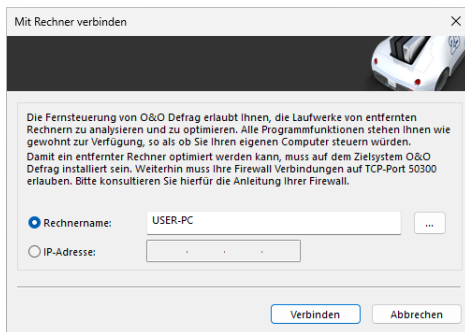 Mit Rechner verbinden
Die Fernsteuerung von O&O Defrag erlaubt Ihnen, die Laufwerke von entfernten
Rechnern zu analysieren und zu optimieren. Alle Programmfunktionen stehen Ihnen wie
gewohnt zur Verfügung, so als ob Sie Ihren eigenen Computer steuern würden.
Damit ein entfernter Rechner optimiert werden kann, muss auf dem Zielsystem O&O
Defrag installiert sein. Weiterhin muss Ihre Firewall Verbindungen auf TCP-Port 50300
erlauben. Bitte konsultieren Sie hierfür die Anleitung Ihrer Firewall.
Rechnername: USER-PC ...
IP-Adresse: . . .
Verbinden Abbrechen